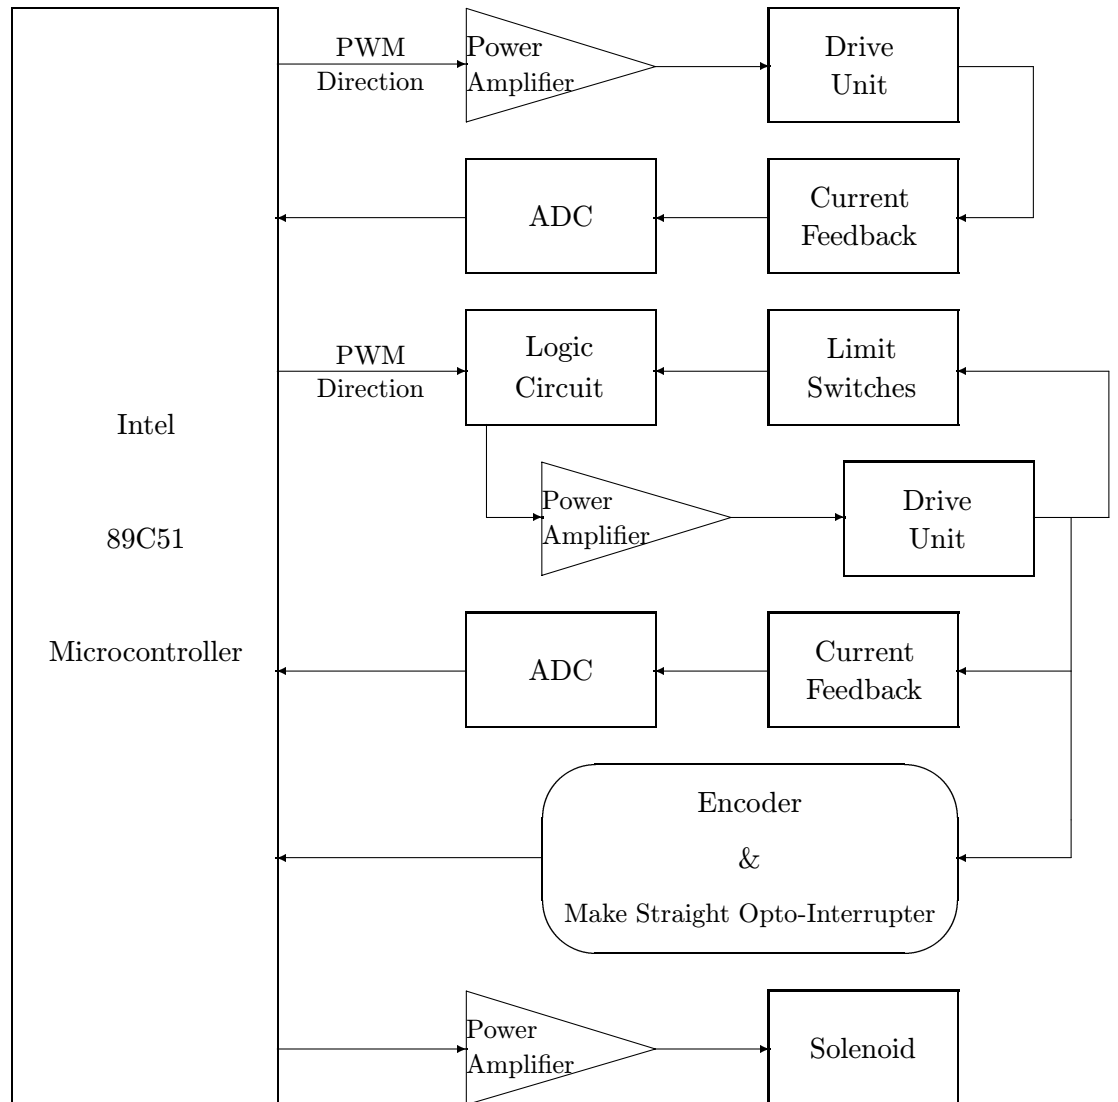 PWM
Direction
Power
Amplifier
Drive
Unit
ADC
Current
Feedback
PWM
Direction
Logic
Circuit
Limit
Switches
Intel
89C51
Microcontroller
Power
Amplifier
Drive
Unit
ADC
Current
Feedback
Encoder
&
Make Straight Opto-Interrupter
Power
Amplifier
Solenoid